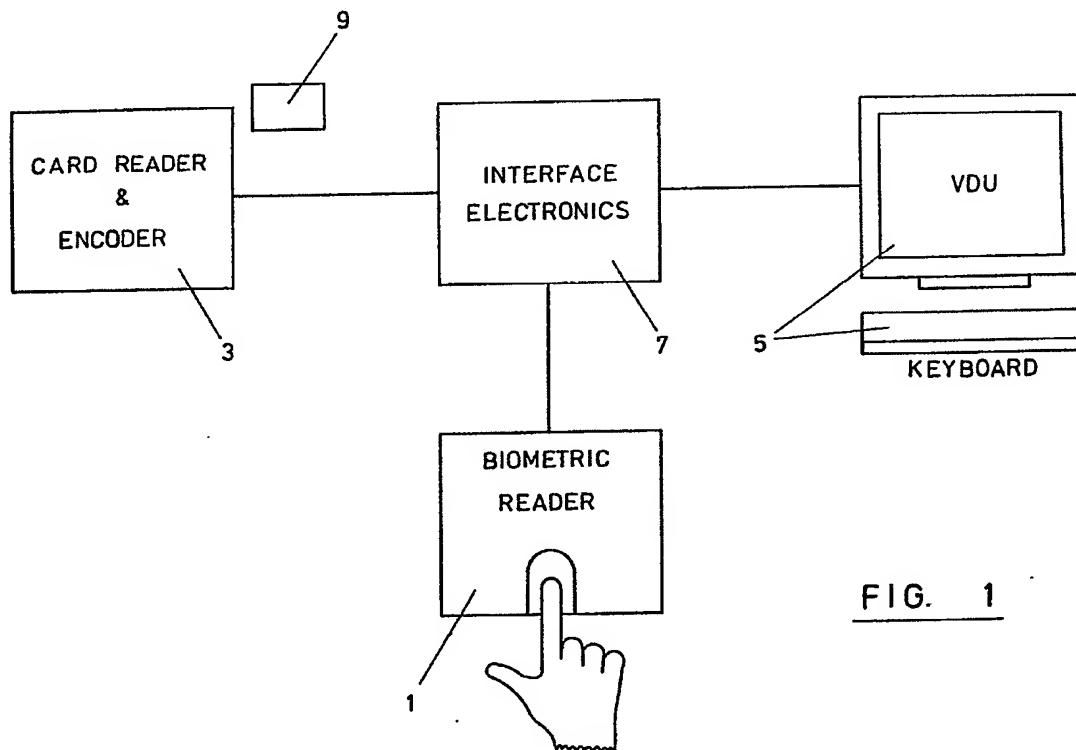 9
CARD READER
&
ENCODER
3
INTERFACE
ELECTRONICS
7
VDU
5
KEYBOARD
BIOMETRIC
READER
1
FIG. 1